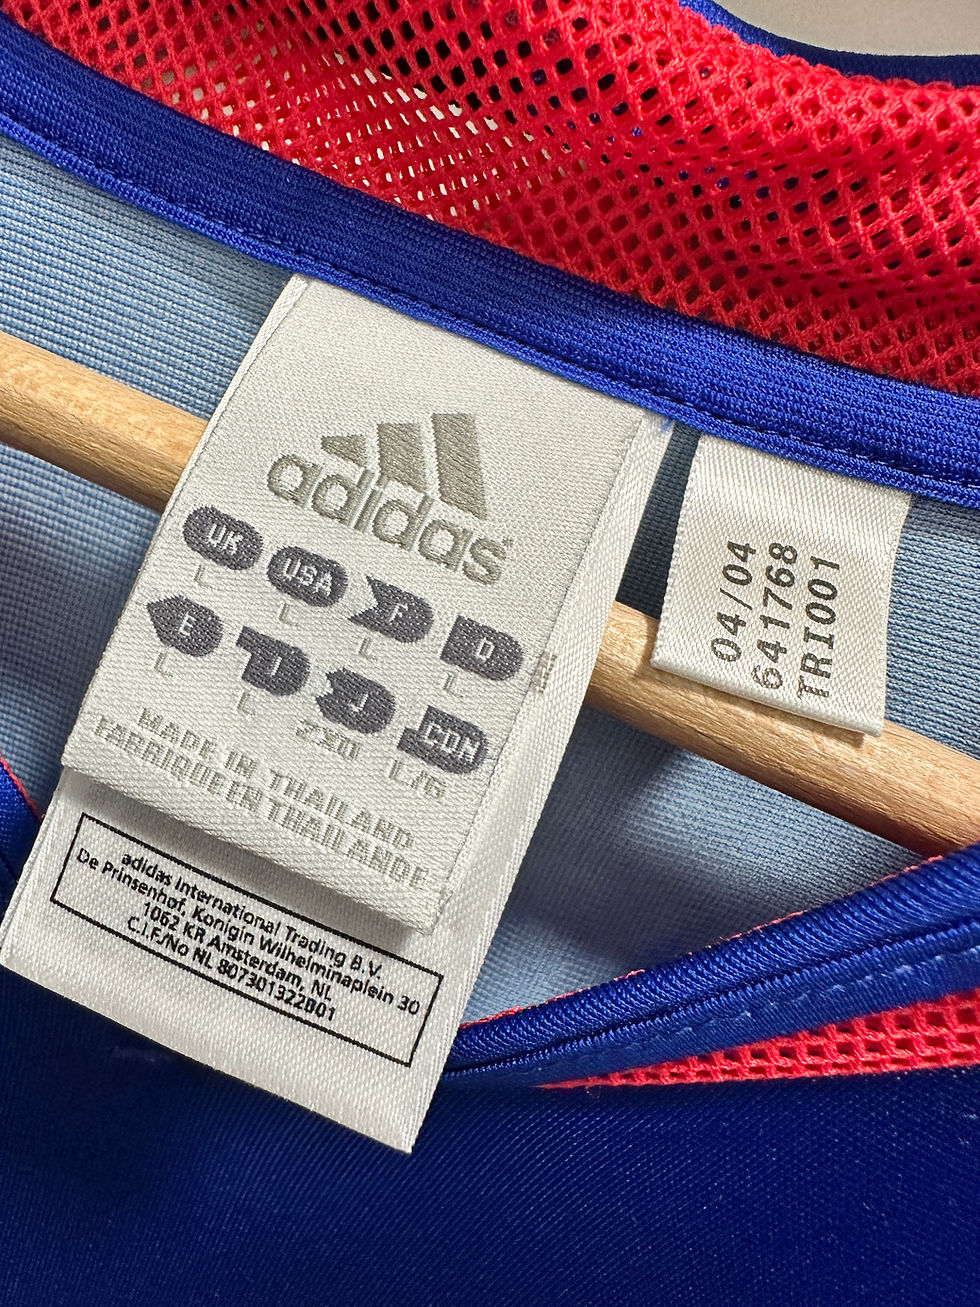 adidas
UK USA F D
L L L L
E I J CDN
L L 2XO L/G
MADE IN THAILAND
FABRIQUE EN THAILANDE
adidas International Trading B.V.
De Prinsenhof, Konigin Wilhelminaplein 30
1062 KR Amsterdam, NL
C.I.F./No NL 807301322B01
04/04
641768
TRI001